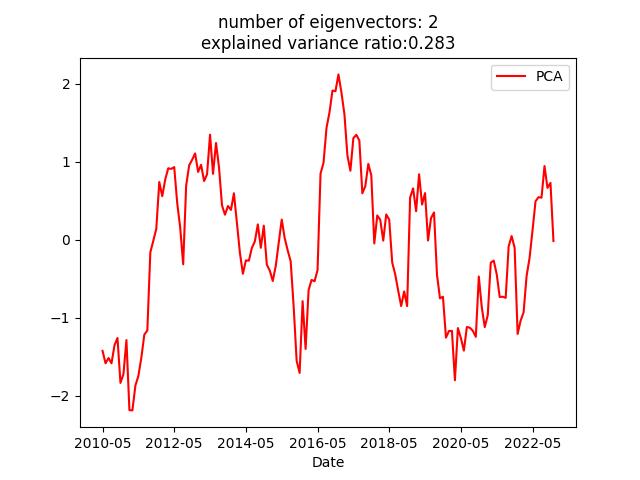 number of eigenvectors: 2
explained variance ratio:0.283
PCA
2
1
0
−1
−2
2010-05 2012-05 2014-05 2016-05 2018-05 2020-05 2022-05
Date